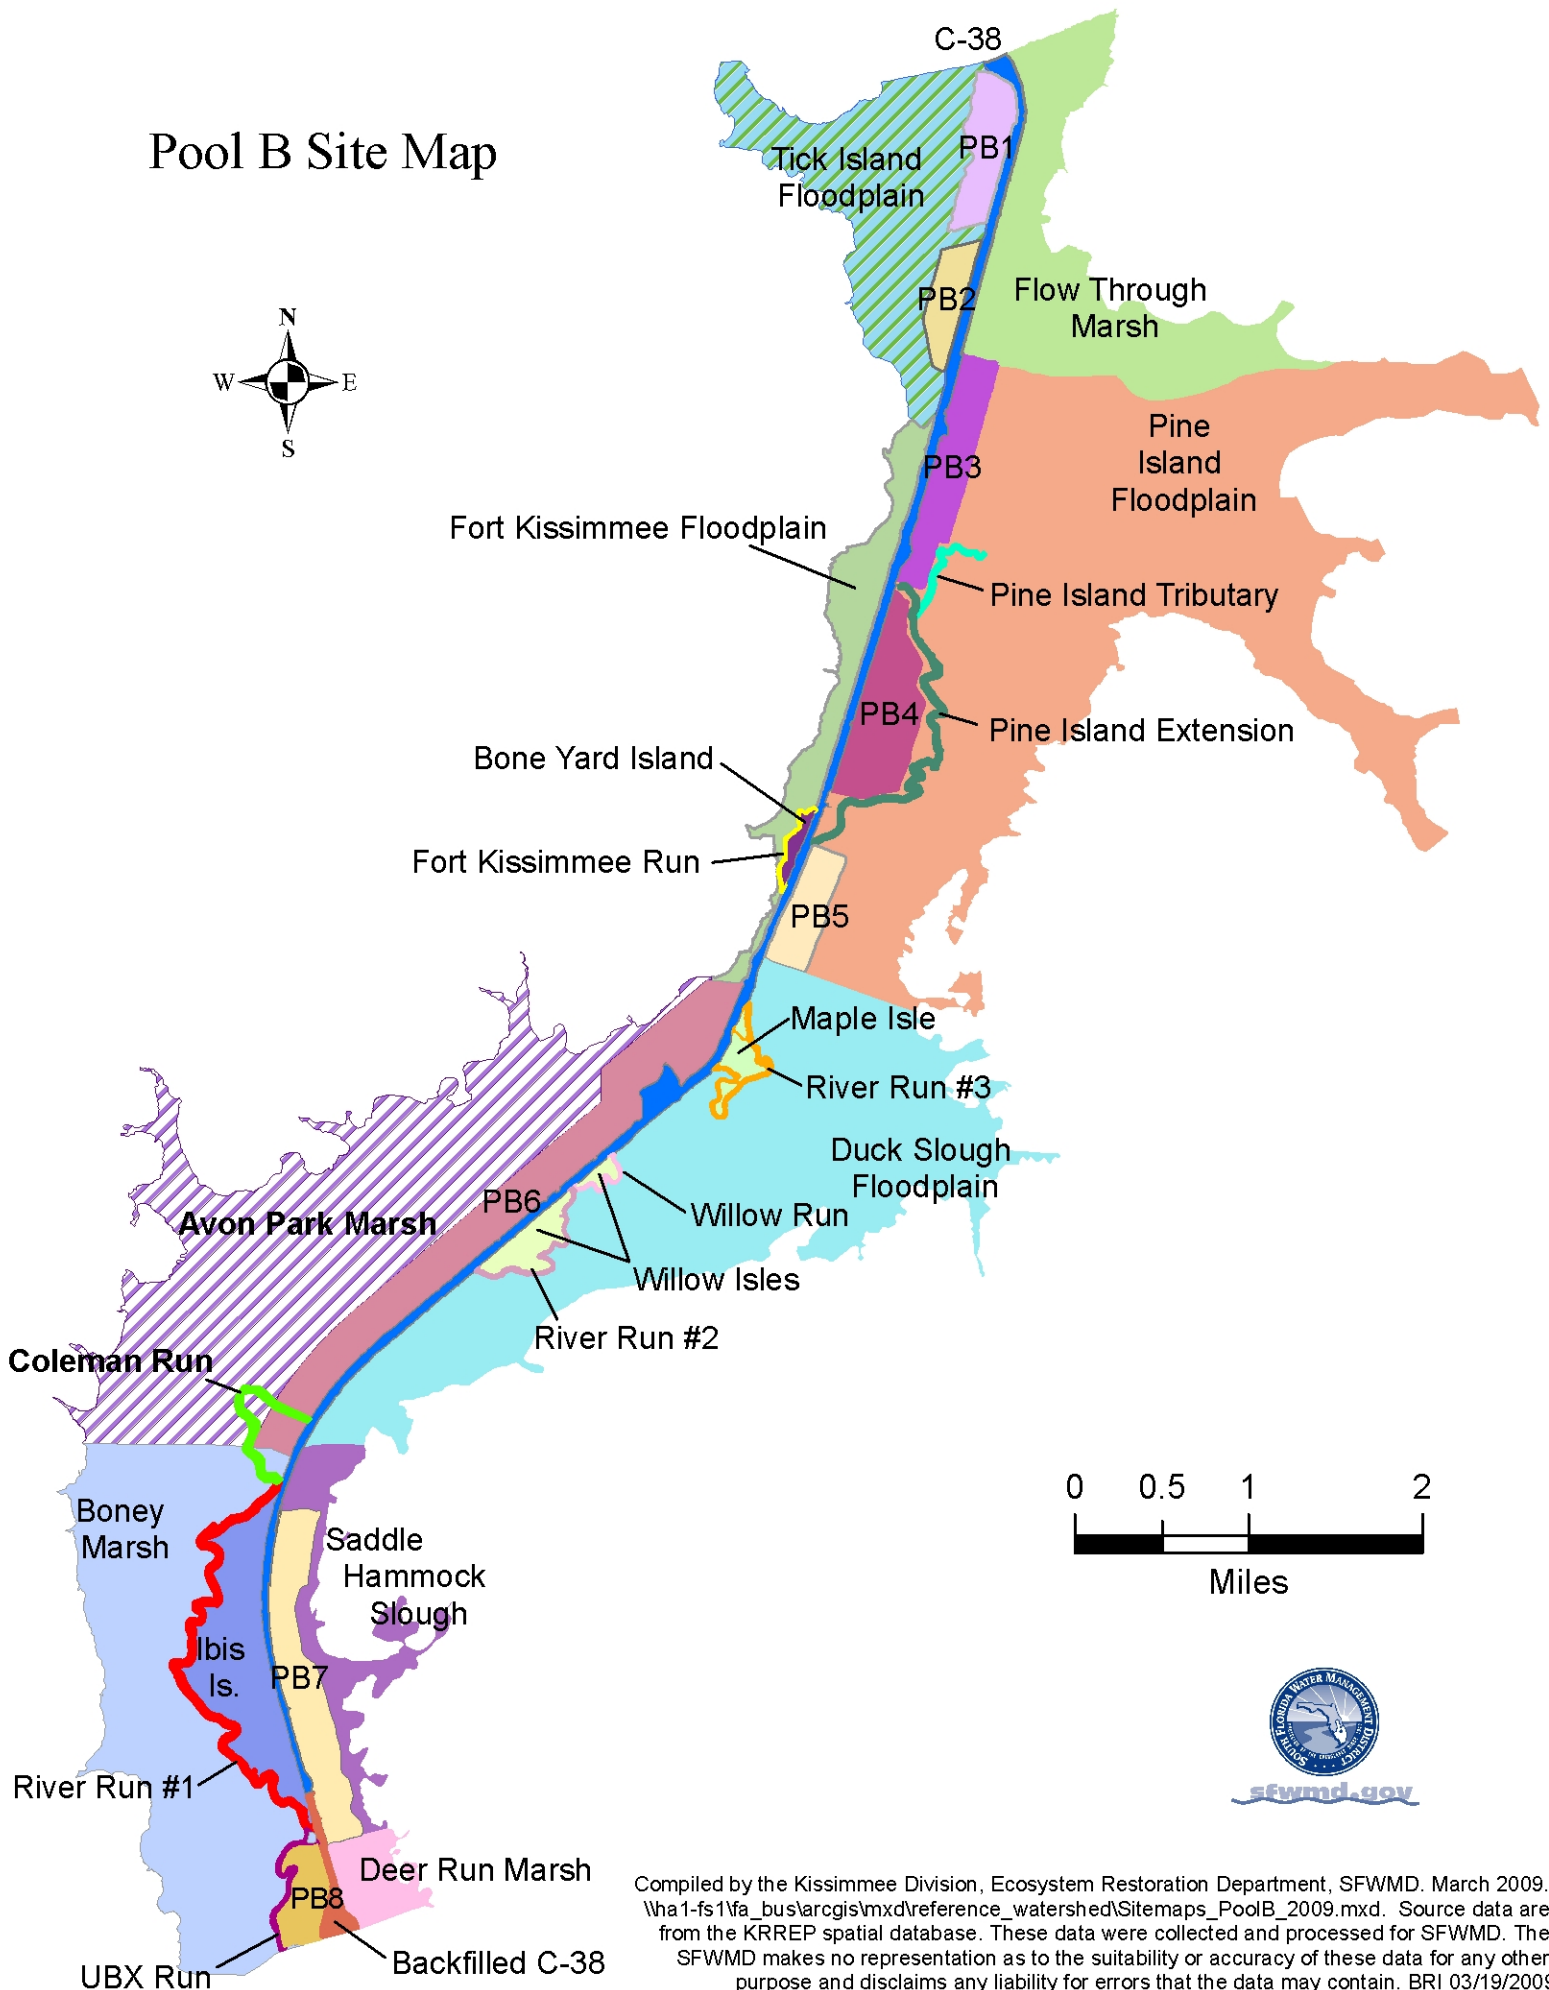 C-38
Pool B Site Map
PB1
Tick Island
Floodplain
N
W
E
S
PB2
Flow Through
Marsh
Pine
Island
Floodplain
PB3
Fort Kissimmee Floodplain
Pine Island Tributary
PB4
Pine Island Extension
Bone Yard Island
Fort Kissimmee Run
PB5
Maple Isle
River Run #3
Duck Slough
Floodplain
PB6
Avon Park Marsh
Willow Run
Willow Isles
River Run #2
Coleman Run
Boney
Marsh
Saddle
Hammock
Slough
0 0.5 1 2
Miles
Ibis
Is.
PB7
SOUTH FLORIDA WATER MANAGEMENT DISTRICT
sfwmd.gov
River Run #1
Deer Run Marsh
PB8
Backfilled C-38
UBX Run
Compiled by the Kissimmee Division, Ecosystem Restoration Department, SFWMD. March 2009.
\\ha1-fs1\fa_bus\arcgis\mxd\reference_watershed\Sitemaps_PoolB_2009.mxd. Source data are
from the KRREP spatial database. These data were collected and processed for SFWMD. The
SFWMD makes no representation as to the suitability or accuracy of these data for any other
purpose and disclaims any liability for errors that the data may contain. BRI 03/19/2009